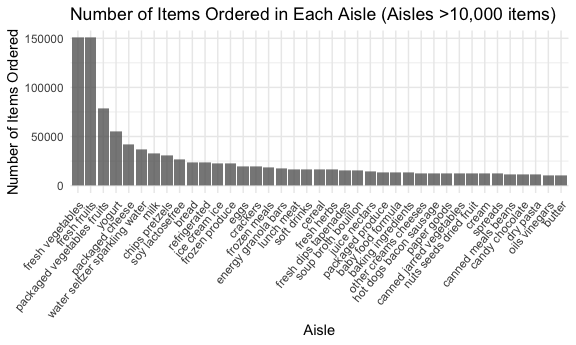 Number of Items Ordered in Each Aisle (Aisles >10,000 items)
Number of Items Ordered
150000
100000
50000
0
fresh vegetables
fresh fruits
packaged vegetables fruits
yogurt
packaged cheese
water seltzer sparkling water
milk
chips pretzels
soy lactosefree
bread
refrigerated
ice cream ice
frozen produce
eggs
crackers
frozen meals
energy granola bars
lunch meat
soft drinks
cereal
fresh herbs
fresh dips tapenades
soup broth bouillon
juice nectars
packaged produce
baby food formula
baking ingredients
other creams cheeses
hot dogs bacon sausage
paper goods
canned jarred vegetables
nuts seeds dried fruit
cream
spreads
canned meals beans
candy chocolate
dry pasta
oils vinegars
butter
Aisle